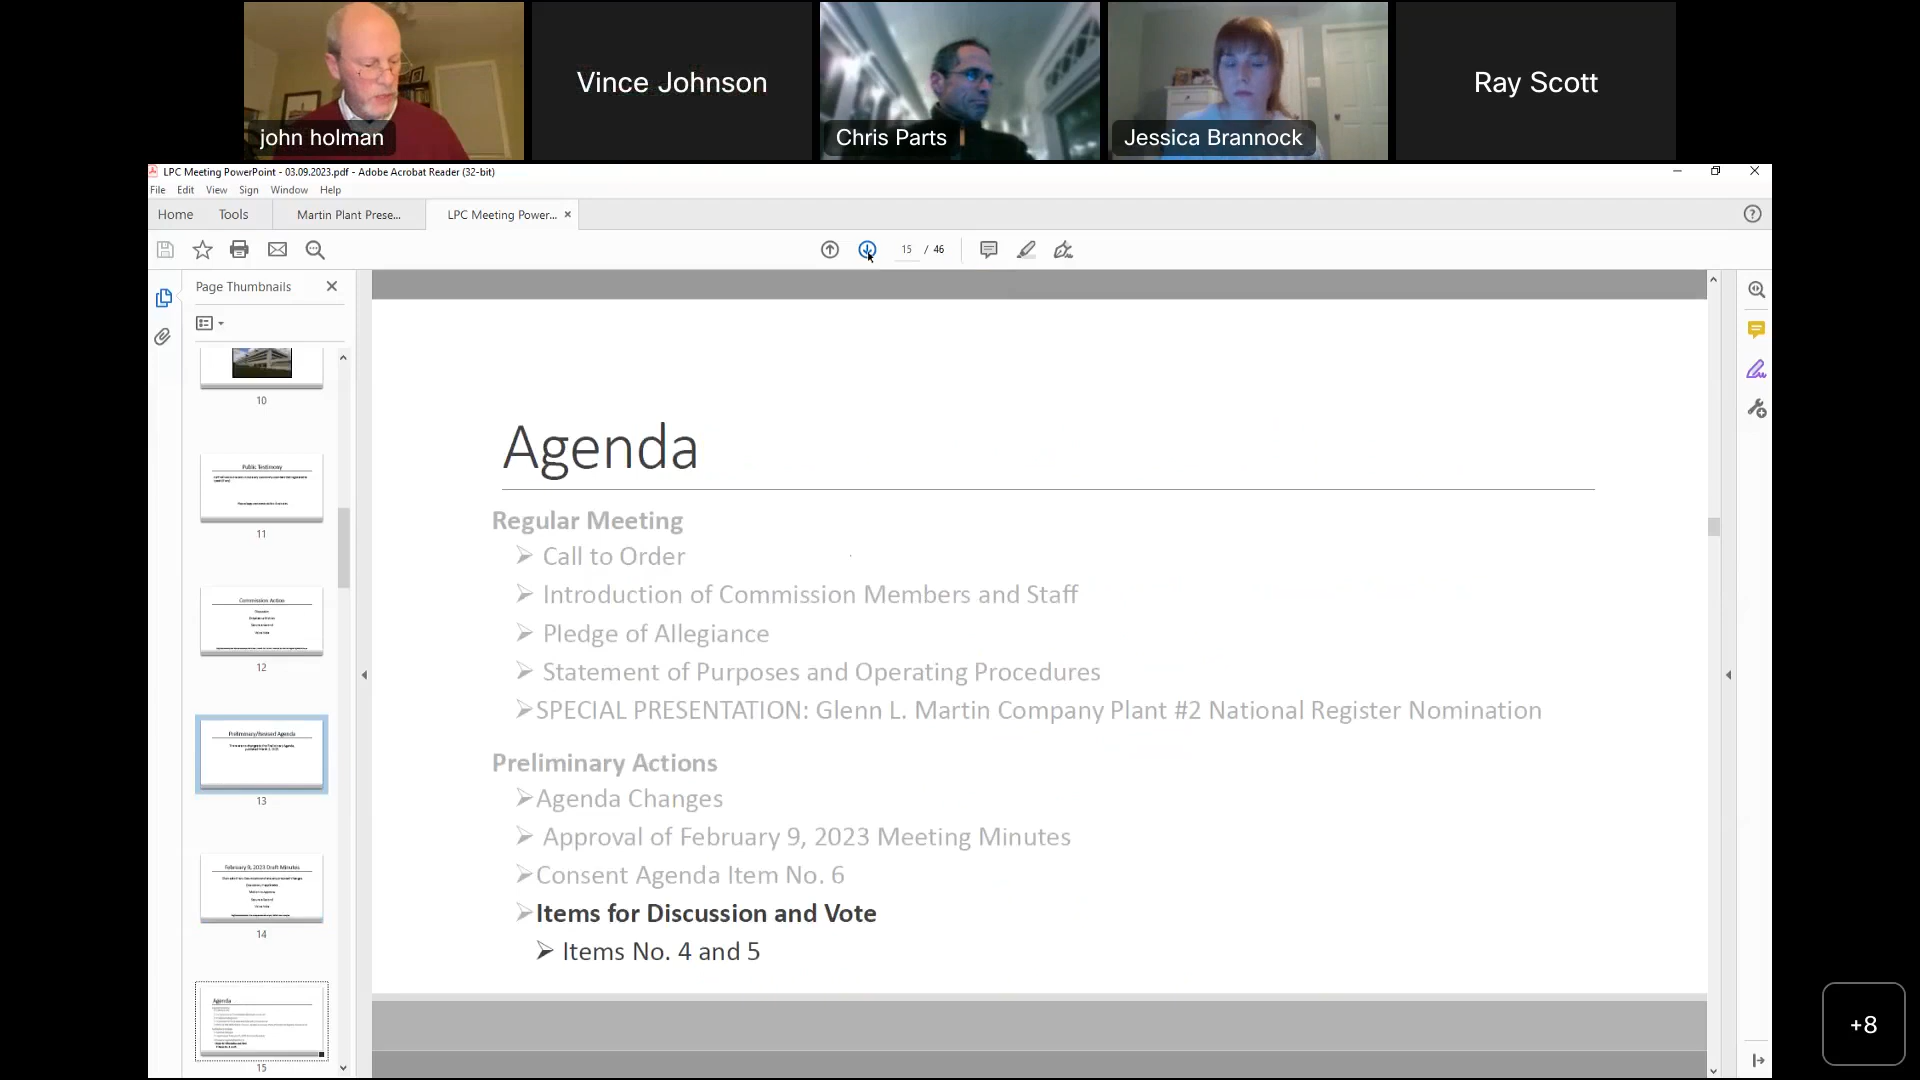 john holman
Vince Johnson
Chris Parts
Jessica Brannock
Ray Scott
LPC Meeting PowerPoint - 03.09.2023.pdf - Adobe Acrobat Reader (32-bit)
File Edit View Sign Window Help
Home Tools Martin Plant Prese... LPC Meeting Power...
15 / 46
Page Thumbnails
10
Public Testimony
11
Commission Action
12
Preliminary/Revised Agenda
13
February 9, 2023 Draft Minutes
14
Agenda
15
Agenda
Regular Meeting
Call to Order
Introduction of Commission Members and Staff
Pledge of Allegiance
Statement of Purposes and Operating Procedures
SPECIAL PRESENTATION: Glenn L. Martin Company Plant #2 National Register Nomination
Preliminary Actions
Agenda Changes
Approval of February 9, 2023 Meeting Minutes
Consent Agenda Item No. 6
Items for Discussion and Vote
Items No. 4 and 5
+8